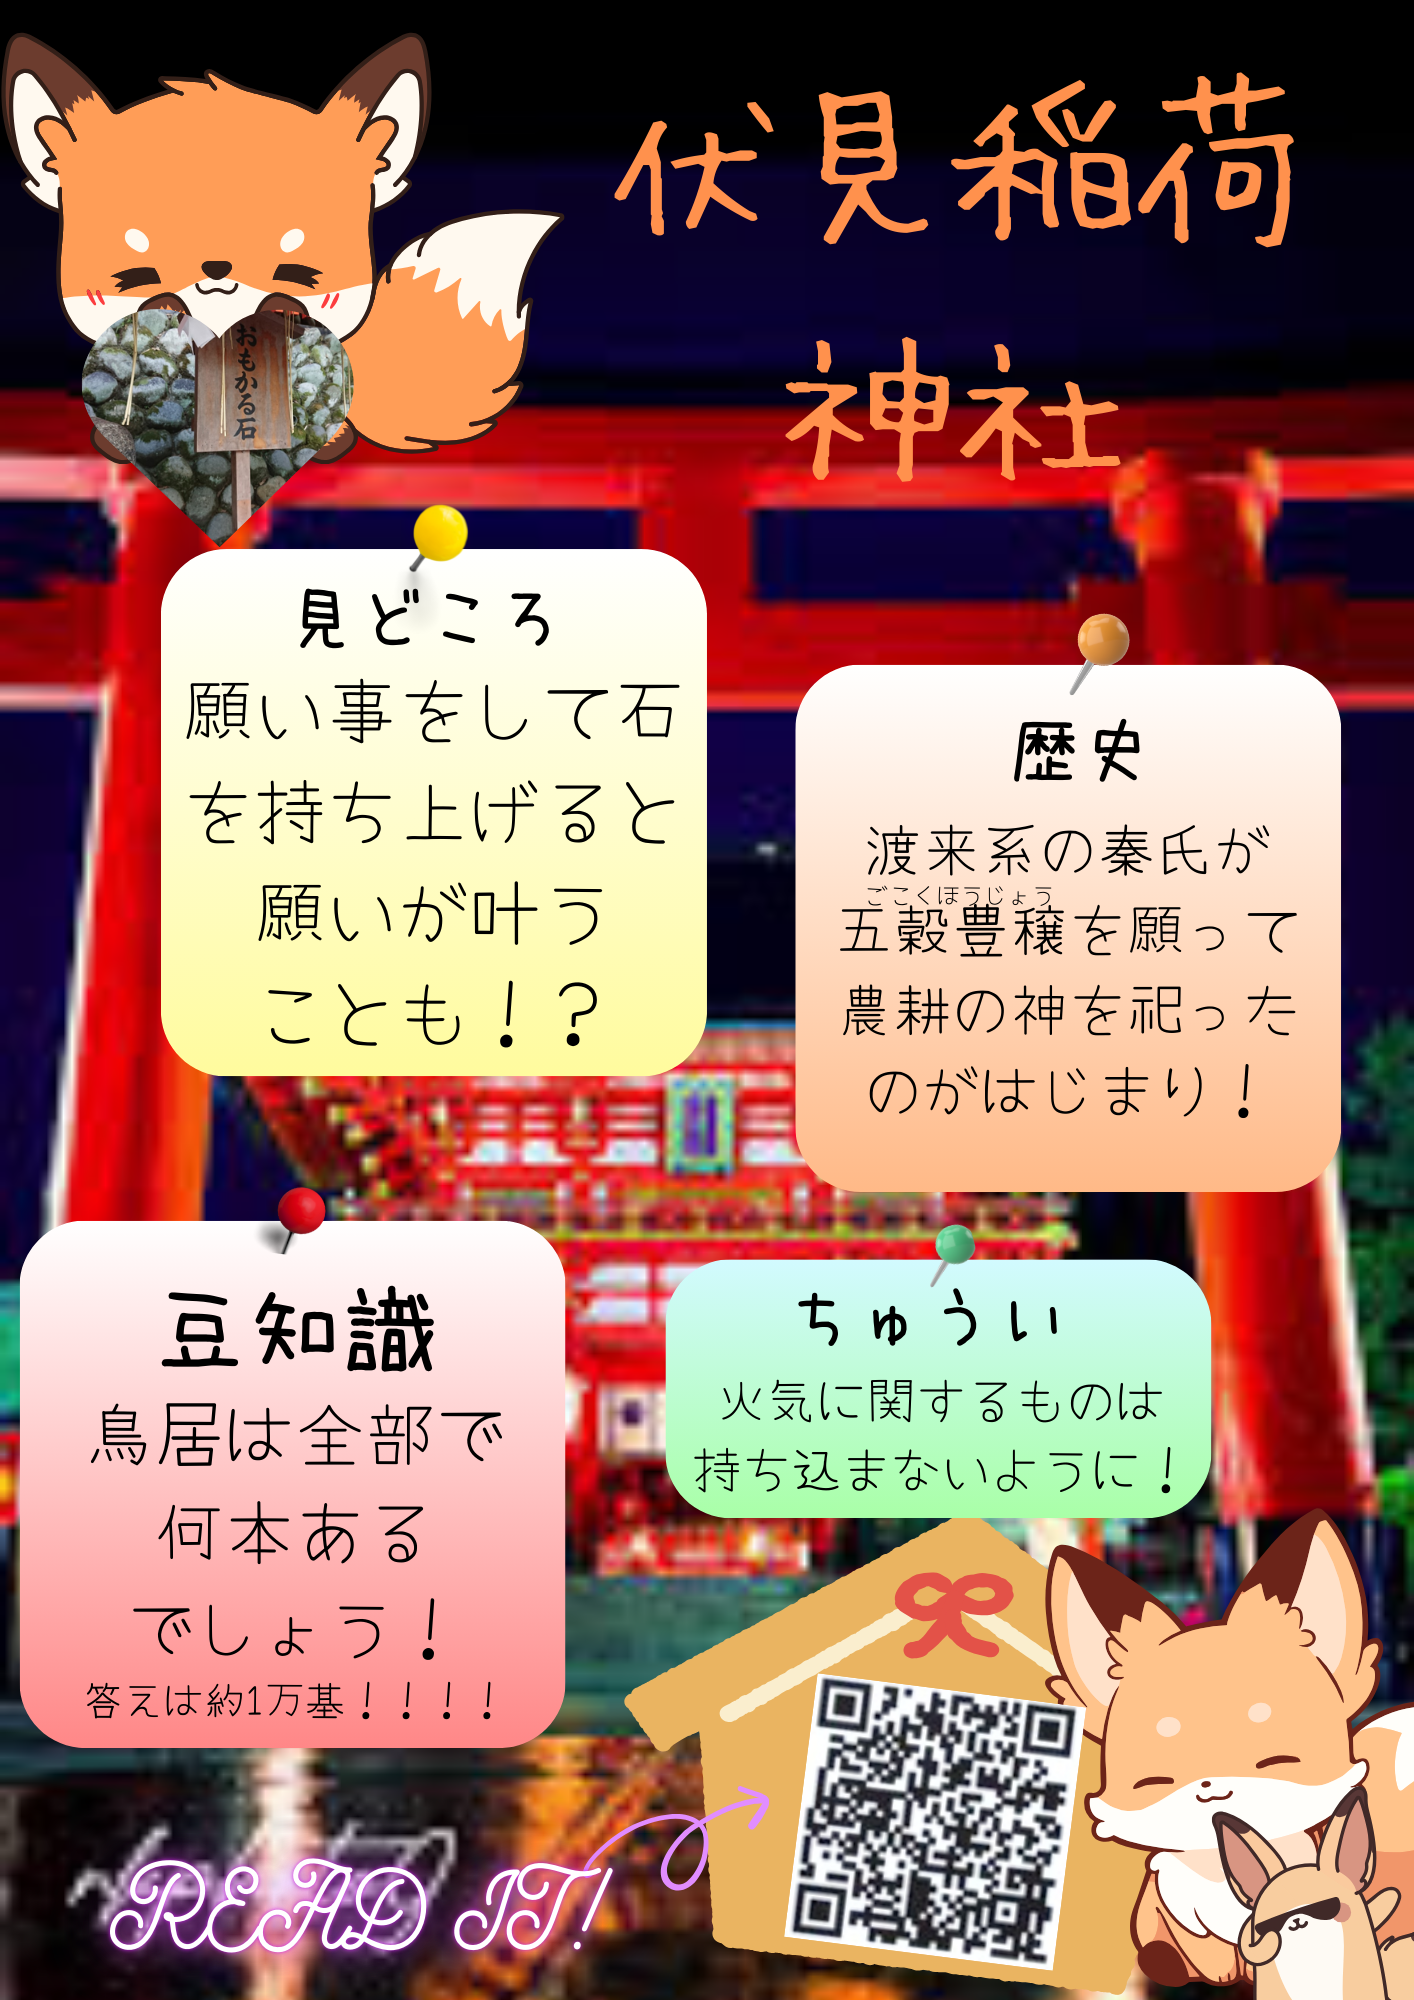 伏見稲荷
神社
おもかる石
見どころ
願い事をして石
を持ち上げると
願いが叶う
ことも！？
歴史
渡来系の秦氏が
ごこくほうじょう
五穀豊穣を願って
農耕の神を祀った
のがはじまり！
豆知識
鳥居は全部で
何本ある
でしょう！
答えは約1万基！！！！
ちゅうい
火気に関するものは
持ち込まないように！
READ IT!